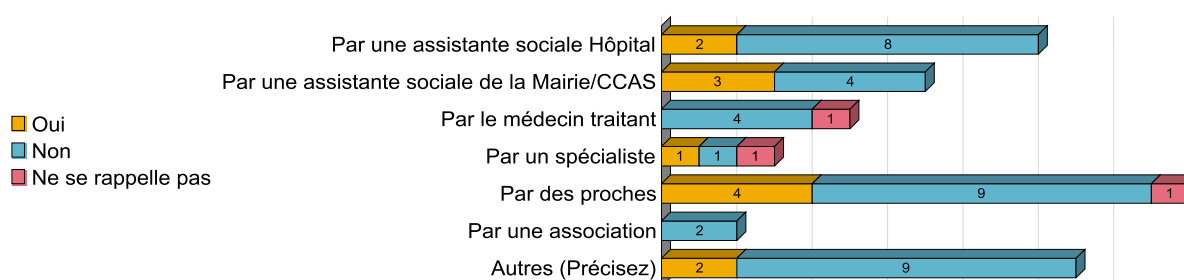 Par une assistante sociale Hôpital 2 8
Par une assistante sociale de la Mairie/CCAS 3 4
Par le médecin traitant 4 1
Par un spécialiste 1 1 1
Par des proches 4 9 1
Par une association 2
Autres (Précisez) 2 9
Oui
Non
Ne se rappelle pas